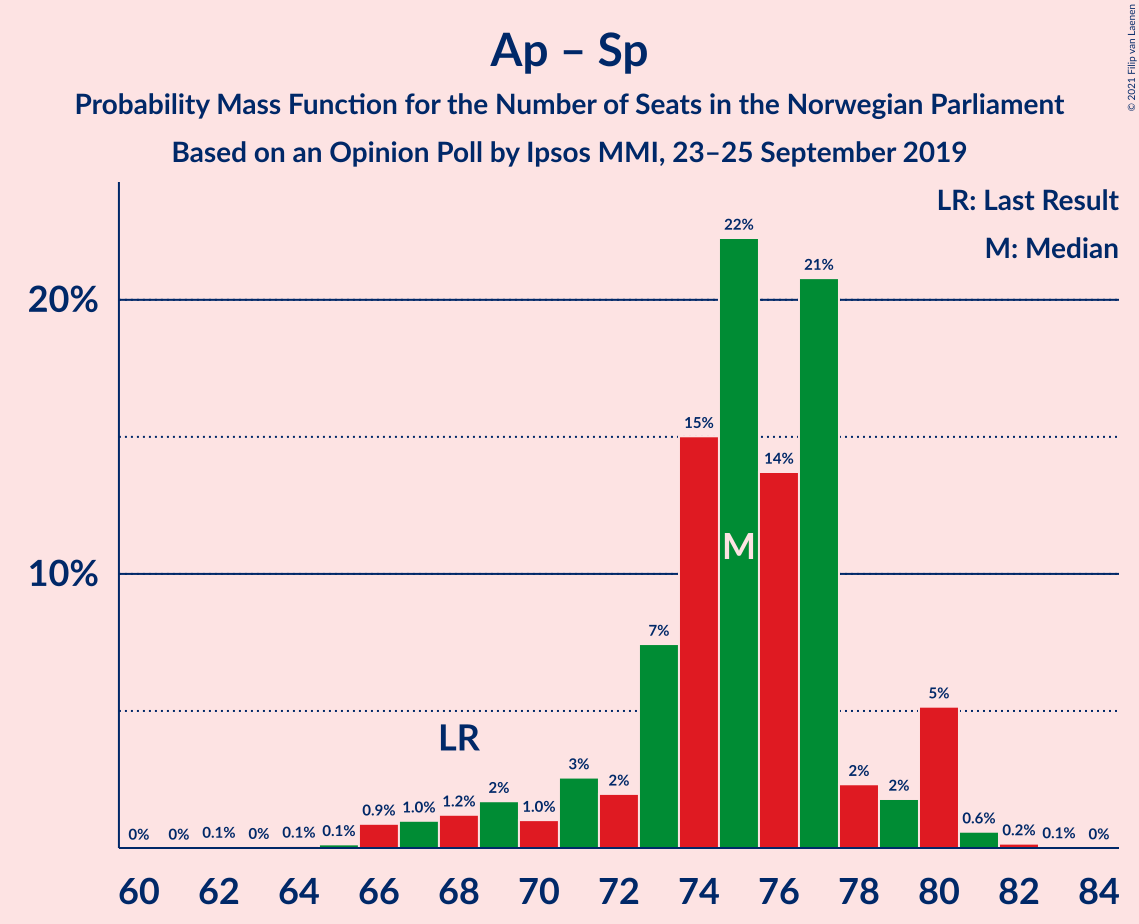 Ap – Sp
Probability Mass Function for the Number of Seats in the Norwegian Parliament
Based on an Opinion Poll by Ipsos MMI, 23–25 September 2019
© 2021 Filip van Laenen
LR: Last Result
M: Median
20%
10%
0% 0% 0.1% 0% 0.1% 0.1% 0.9% 1.0% 1.2% 2% 1.0% 3% 2% 7% 15% 22% 14% 21% 2% 2% 5% 0.6% 0.2% 0.1% 0%
LR
M
60 62 64 66 68 70 72 74 76 78 80 82 84